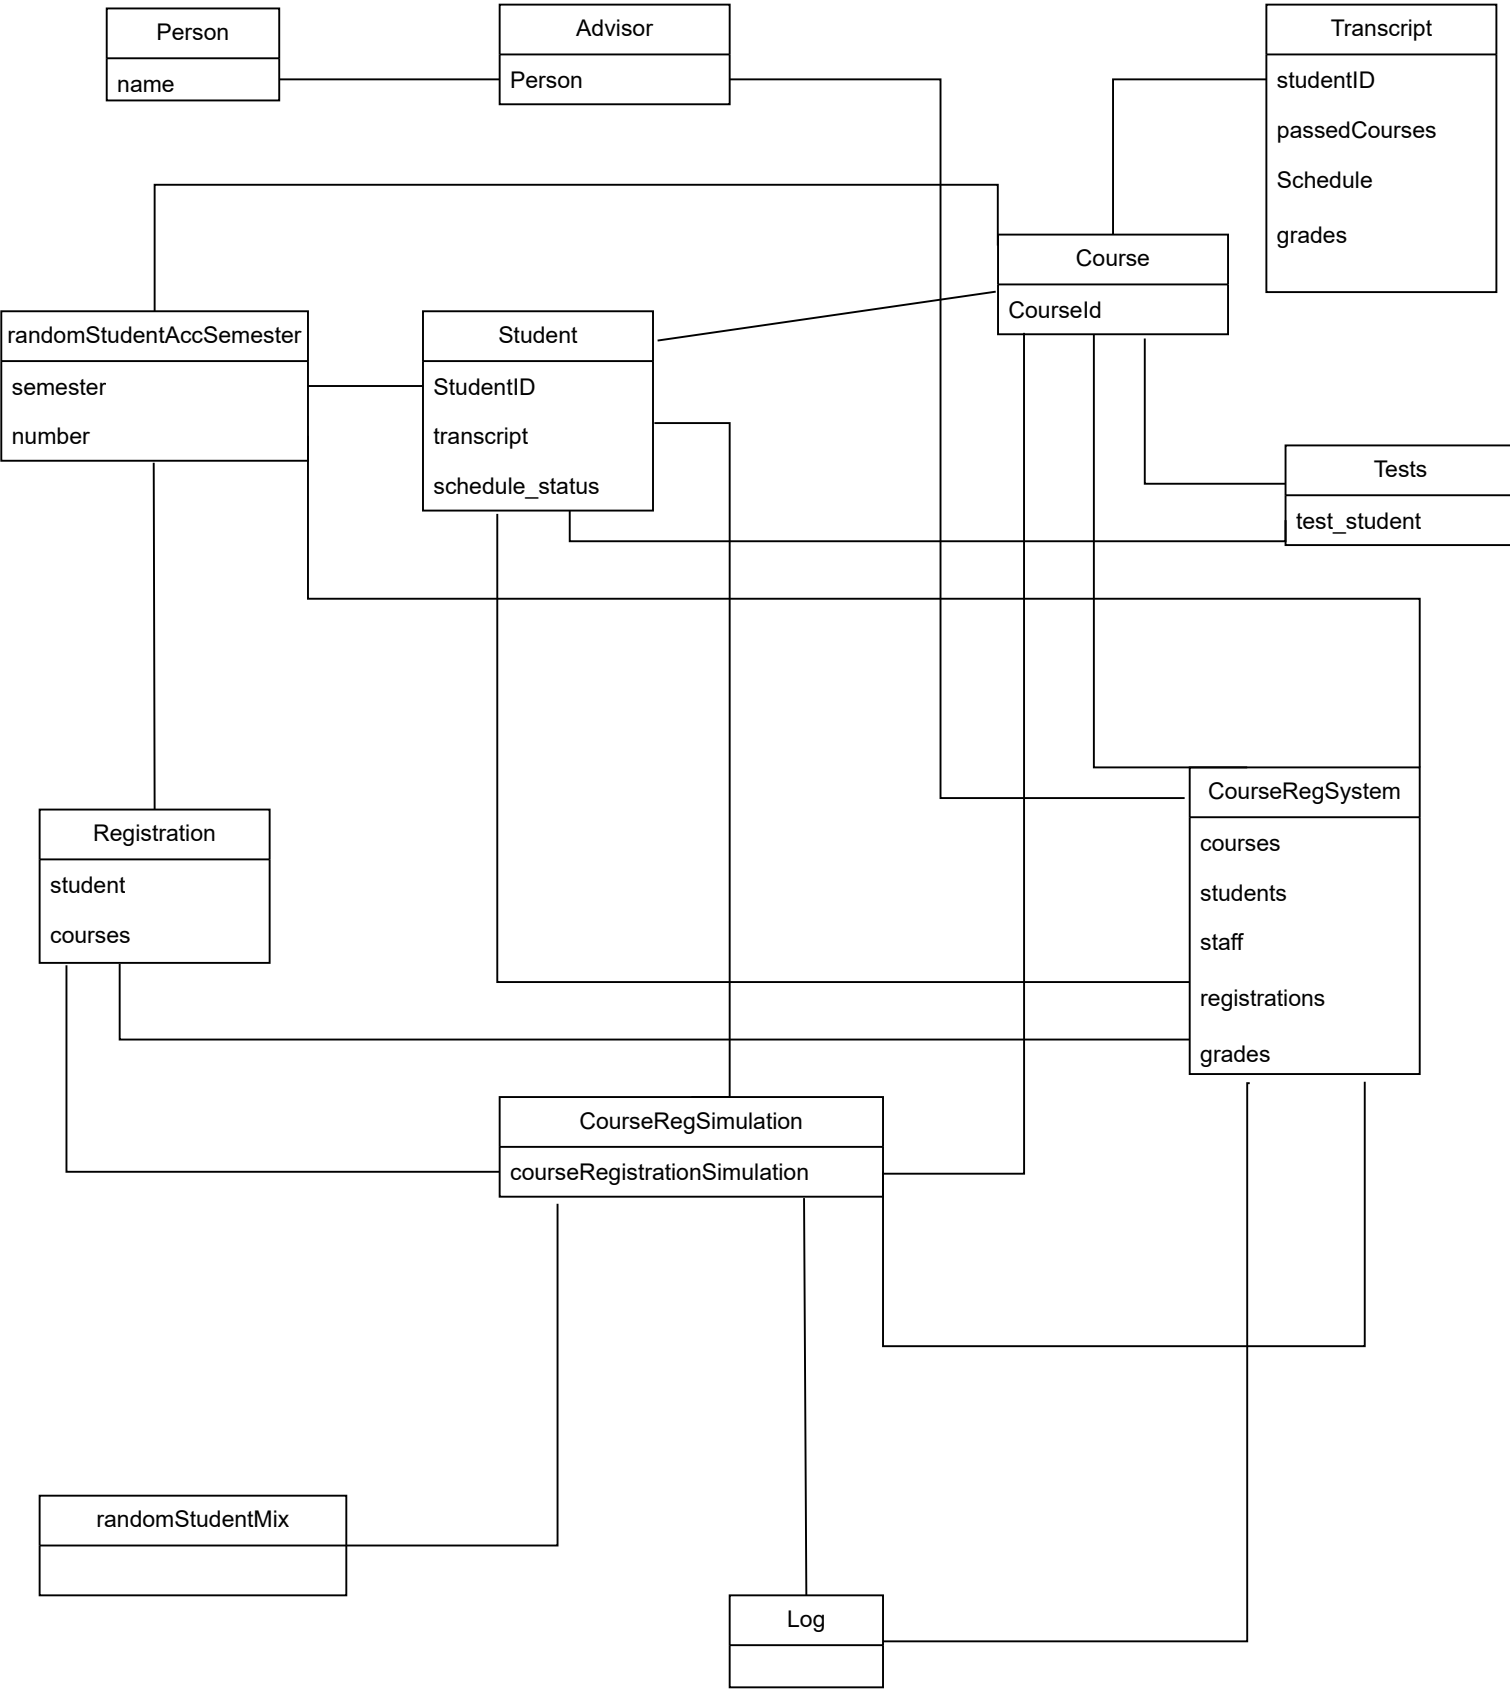 Person
name
Advisor
Person
Transcript
studentID
passedCourses
Schedule
grades
Course
CourseId
randomStudentAccSemester
semester
number
Student
StudentID
transcript
schedule_status
Tests
test_student
CourseRegSystem
courses
students
staff
registrations
grades
Registration
student
courses
CourseRegSimulation
courseRegistrationSimulation
randomStudentMix
Log